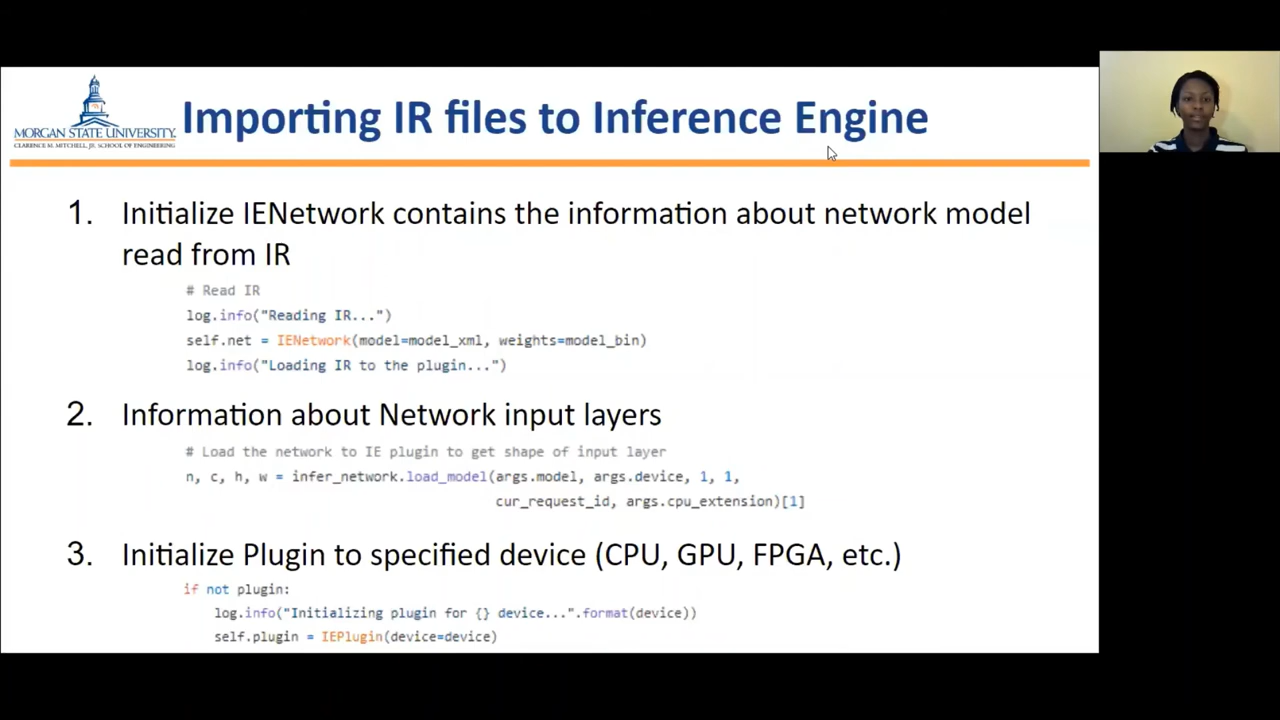 MORGAN STATE UNIVERSITY
CLARENCE M. MITCHELL, JR. SCHOOL OF ENGINEERING
Importing IR files to Inference Engine
1. Initialize IENetwork contains the information about network model
read from IR
# Read IR
log.info("Reading IR...")
self.net = IENetwork(model=model_xml, weights=model_bin)
log.info("Loading IR to the plugin...")
2. Information about Network input layers
# Load the network to IE plugin to get shape of input layer
n, c, h, w = infer_network.load_model(args.model, args.device, 1, 1,
cur_request_id, args.cpu_extension)[1]
3. Initialize Plugin to specified device (CPU, GPU, FPGA, etc.)
if not plugin:
log.info("Initializing plugin for {} device...".format(device))
self.plugin = IEPlugin(device=device)